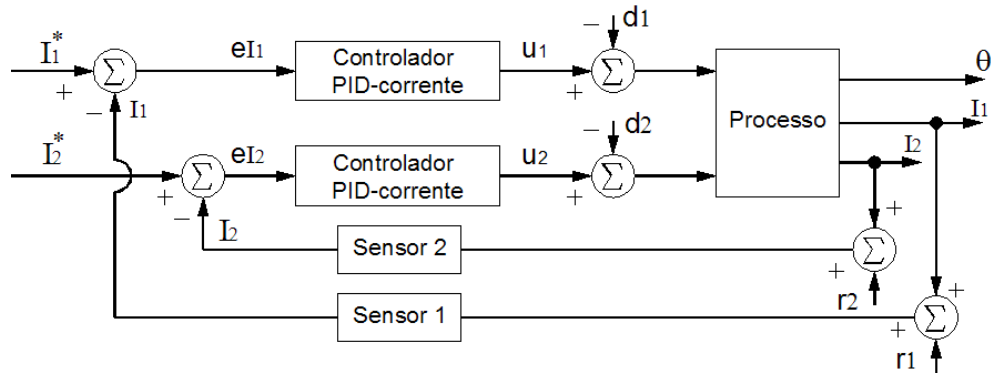 I₁* + Σ − I1
eI1
Controlador
PID-corrente
u1
− d1
+ Σ
Processo
θ
I1
I2
I₂* + Σ − I2
eI2
Controlador
PID-corrente
u2
− d2
+ Σ
Sensor 2
+ Σ +
r2
Sensor 1
+ Σ +
r1